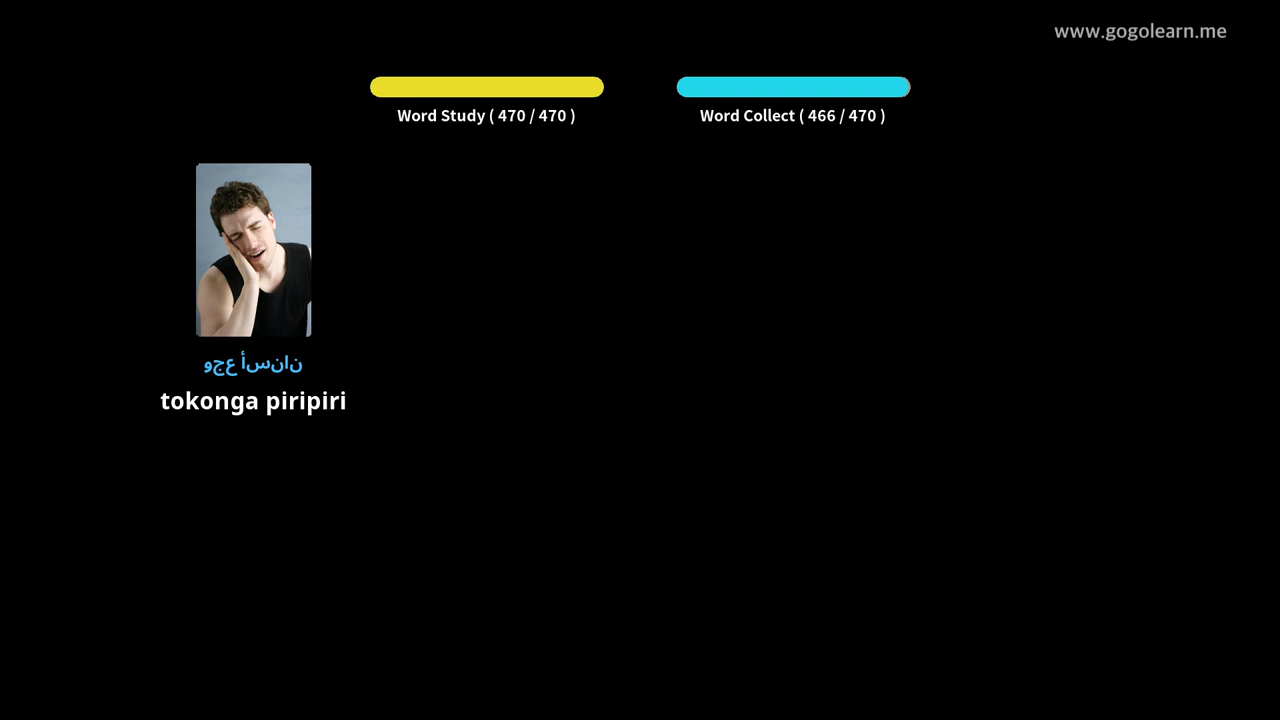 www.gogolearn.me
Word Study ( 470 / 470 )
Word Collect ( 466 / 470 )
وجع أسنان
tokonga piripiri